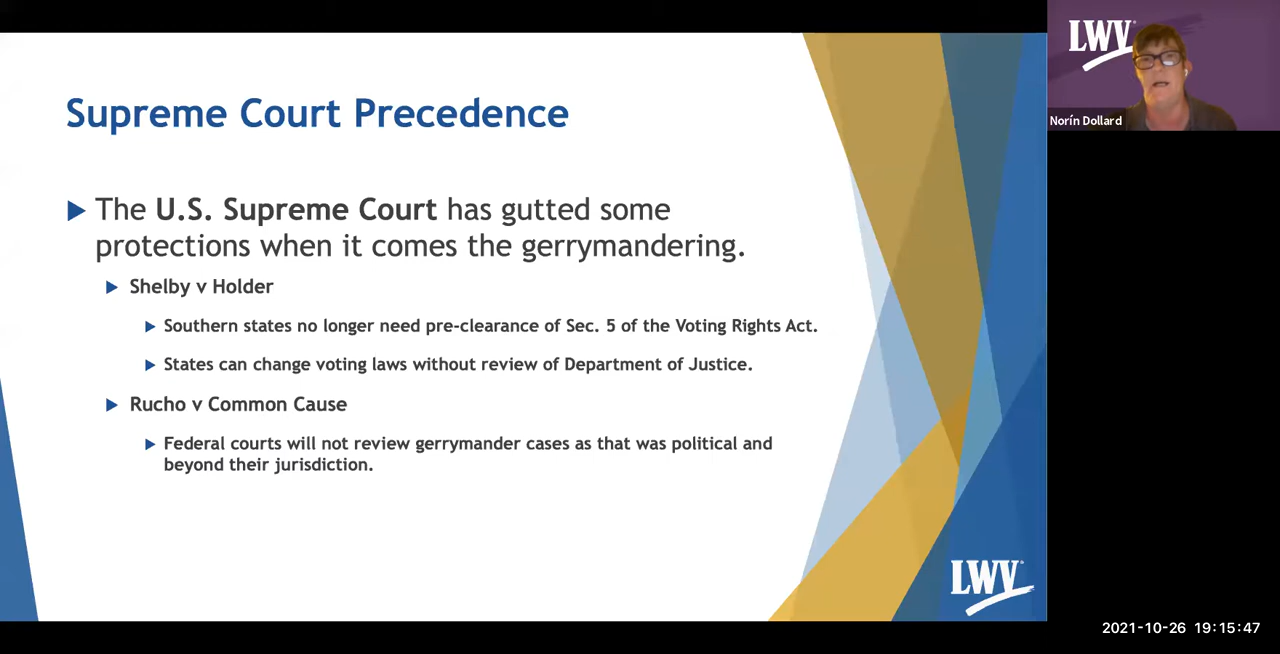 Supreme Court Precedence
The U.S. Supreme Court has gutted some
protections when it comes the gerrymandering.
Shelby v Holder
Southern states no longer need pre-clearance of Sec. 5 of the Voting Rights Act.
States can change voting laws without review of Department of Justice.
Rucho v Common Cause
Federal courts will not review gerrymander cases as that was political and
beyond their jurisdiction.
LWV
LWV
Norín Dollard
2021-10-26 19:15:47